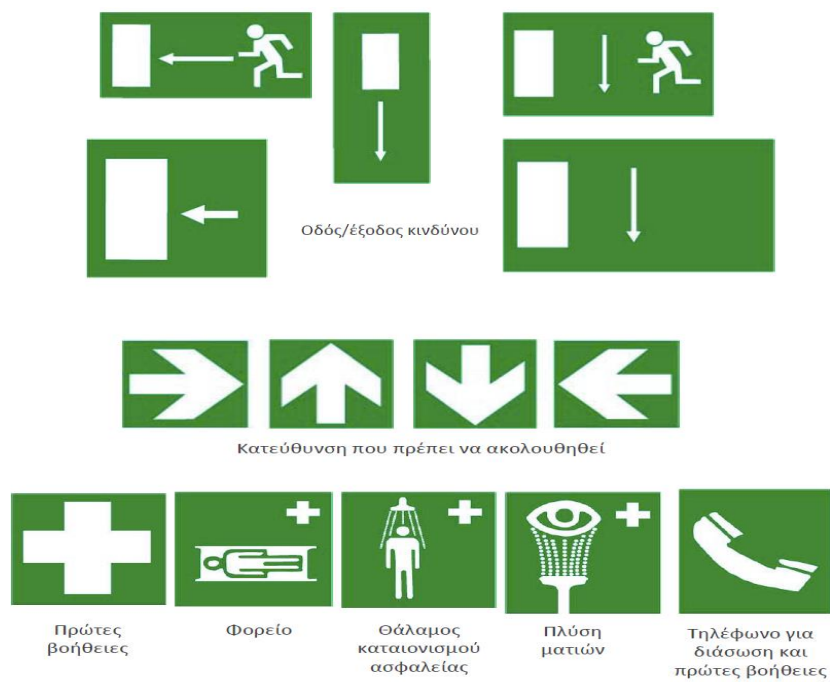 Οδός/έξοδος κινδύνου
Κατεύθυνση που πρέπει να ακολουθηθεί
Πρώτες
βοήθειες
Φορείο
Θάλαμος
καταιονισμού
ασφαλείας
Πλύση
ματιών
Τηλέφωνο για
διάσωση και
πρώτες βοήθειες